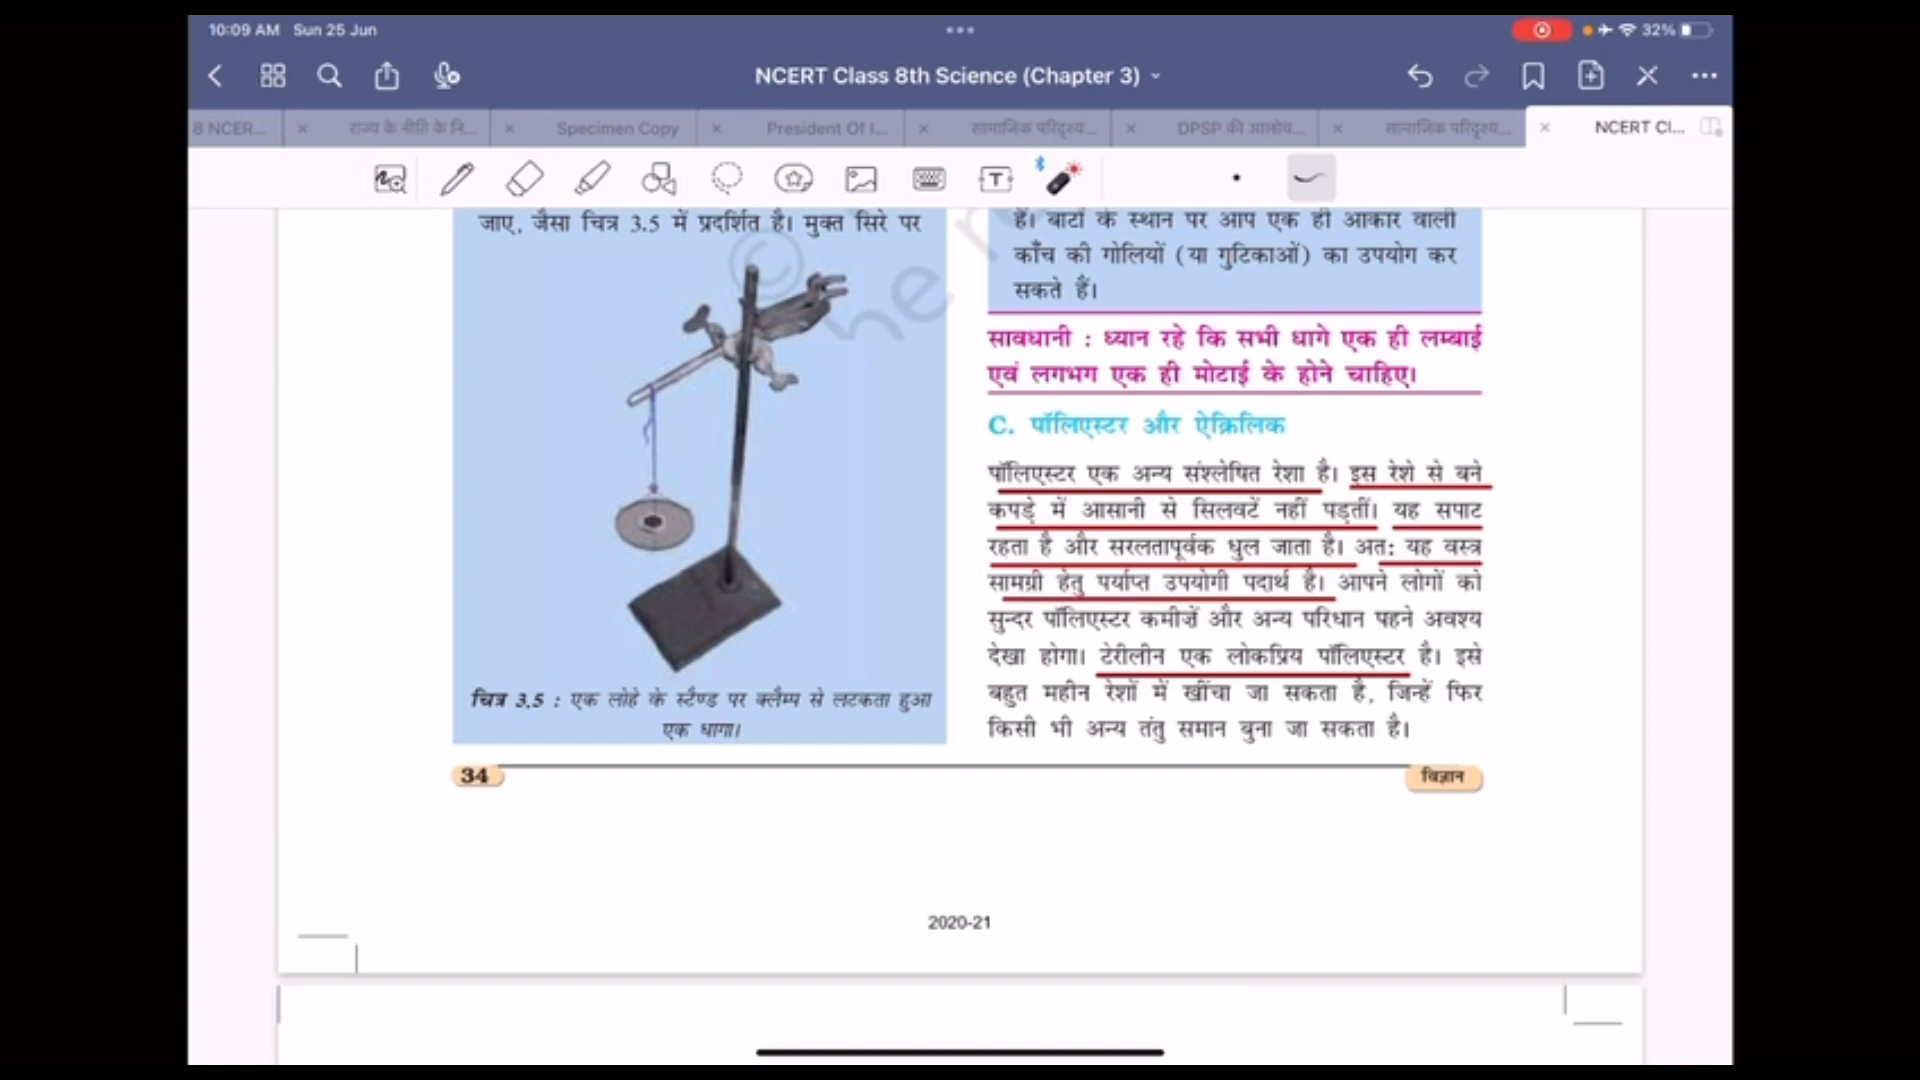 10:09 AM Sun 25 Jun
32%
NCERT Class 8th Science (Chapter 3)
8 NCER...
राज्य के नीति के नि...
Specimen Copy
President Of I...
सामाजिक परिदृश्य...
DPSP की आलोच...
सामाजिक परिदृश्य...
NCERT Cl...
जाए, जैसा चित्र 3.5 में प्रदर्शित है। मुक्त सिरे पर
चित्र 3.5 : एक लोहे के स्टैण्ड पर क्लैम्प से लटकता हुआ
एक धागा।
हैं। बाटों के स्थान पर आप एक ही आकार वाली
काँच की गोलियों (या गुटिकाओं) का उपयोग कर
सकते हैं।
सावधानी : ध्यान रहे कि सभी धागे एक ही लम्बाई
एवं लगभग एक ही मोटाई के होने चाहिए।
C. पॉलिएस्टर और ऐक्रिलिक
पॉलिएस्टर एक अन्य संश्लेषित रेशा है। इस रेशे से बने
कपड़े में आसानी से सिलवटें नहीं पड़तीं। यह सपाट
रहता है और सरलतापूर्वक धुल जाता है। अत: यह वस्त्र
सामग्री हेतु पर्याप्त उपयोगी पदार्थ है। आपने लोगों को
सुन्दर पॉलिएस्टर कमीज़ें और अन्य परिधान पहने अवश्य
देखा होगा। टेरीलीन एक लोकप्रिय पॉलिएस्टर है। इसे
बहुत महीन रेशों में खींचा जा सकता है, जिन्हें फिर
किसी भी अन्य तंतु समान बुना जा सकता है।
34
विज्ञान
2020-21